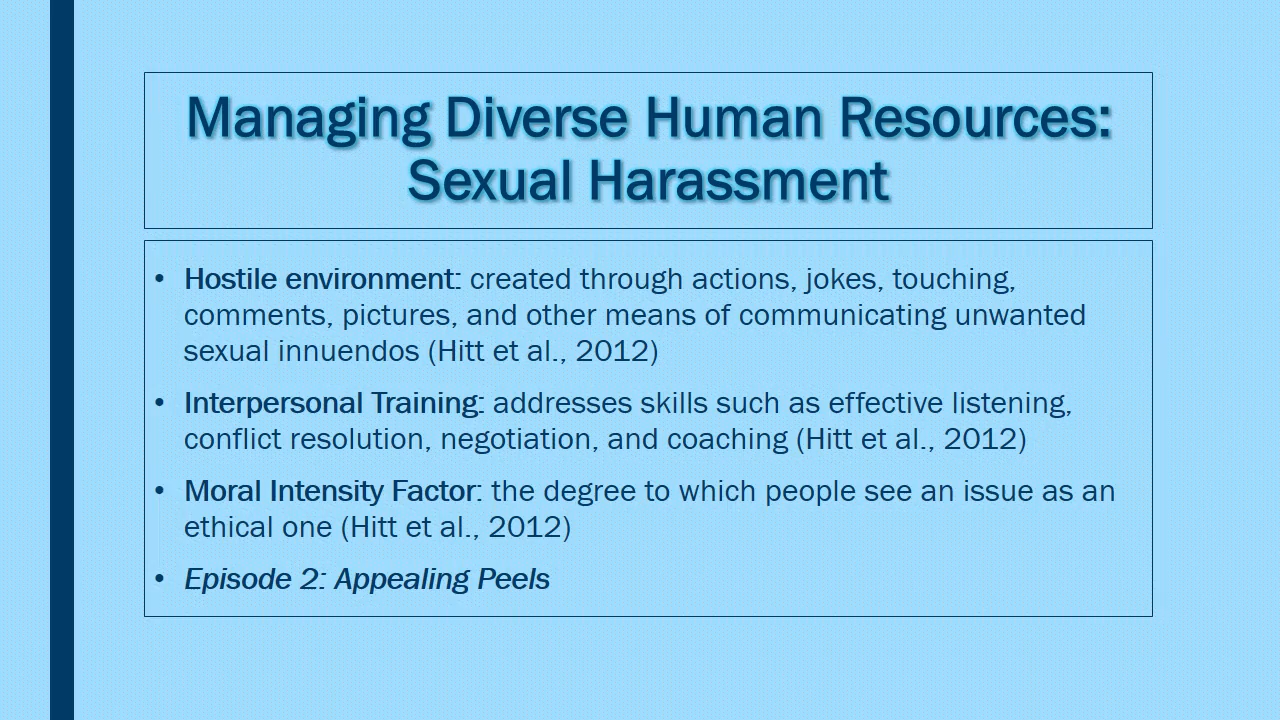 Managing Diverse Human Resources:
Sexual Harassment
• Hostile environment: created through actions, jokes, touching,
comments, pictures, and other means of communicating unwanted
sexual innuendos (Hitt et al., 2012)
• Interpersonal Training: addresses skills such as effective listening,
conflict resolution, negotiation, and coaching (Hitt et al., 2012)
• Moral Intensity Factor: the degree to which people see an issue as an
ethical one (Hitt et al., 2012)
• Episode 2: Appealing Peels